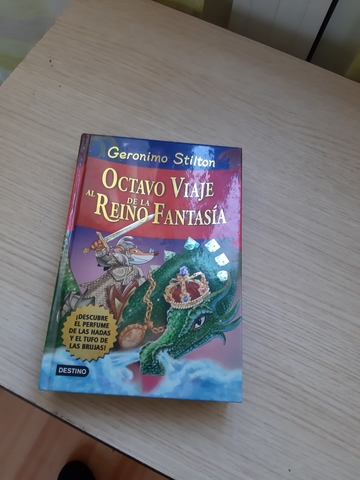 Geronimo Stilton
OCTAVO VIAJE
AL DE LA
REINO FANTASÍA
¡DESCUBRE
EL PERFUME
DE LAS HADAS
Y EL TUFO DE
LAS BRUJAS!
DESTINO